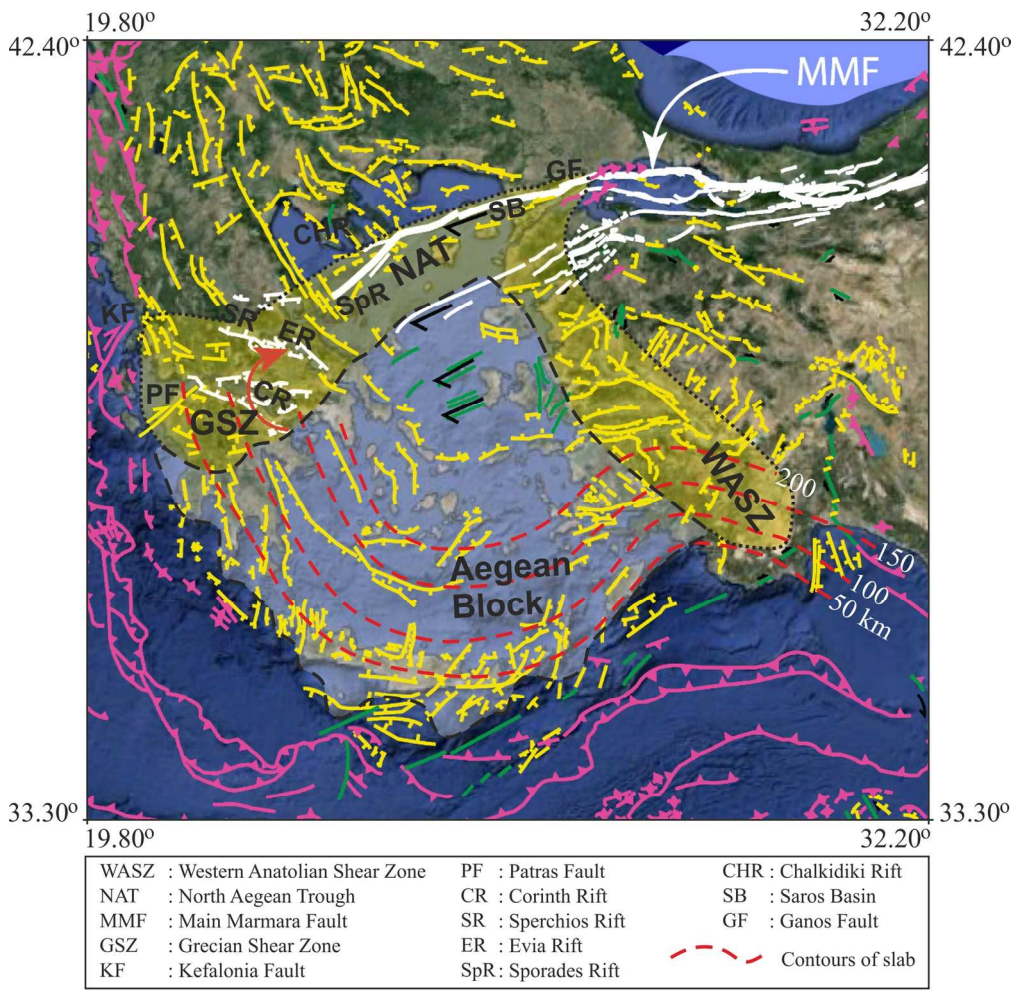 19.80º
32.20º
42.40º
42.40º
MMF
GF
SB
CHR
NAT
SpR
KF
SR
ER
PF
CR
GSZ
WASZ
200
150
100
50 km
Aegean
Block
33.30º
33.30º
19.80º
32.20º
WASZ : Western Anatolian Shear Zone
NAT : North Aegean Trough
MMF : Main Marmara Fault
GSZ : Grecian Shear Zone
KF : Kefalonia Fault
PF : Patras Fault
CR : Corinth Rift
SR : Sperchios Rift
ER : Evia Rift
SpR : Sporades Rift
CHR : Chalkidiki Rift
SB : Saros Basin
GF : Ganos Fault
Contours of slab